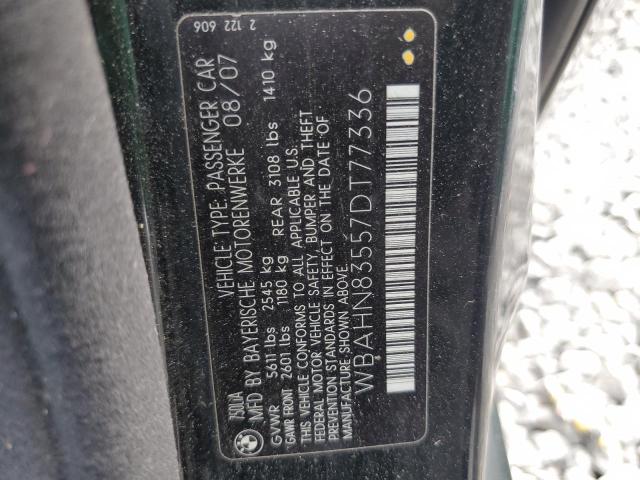 750LiA
VEHICLE TYPE: PASSENGER CAR
MFD BY BAYERISCHE MOTORENWERKE 08/07
GVWR 5611 lbs 2545 kg
GAWR FRONT 2601 lbs 1180 kg REAR 3108 lbs 1410 kg
THIS VEHICLE CONFORMS TO ALL APPLICABLE U.S.
FEDERAL MOTOR VEHICLE SAFETY, BUMPER AND THEFT
PREVENTION STANDARDS IN EFFECT ON THE DATE OF
MANUFACTURE SHOWN ABOVE.
WBAHN83557DT77336
2 122 606